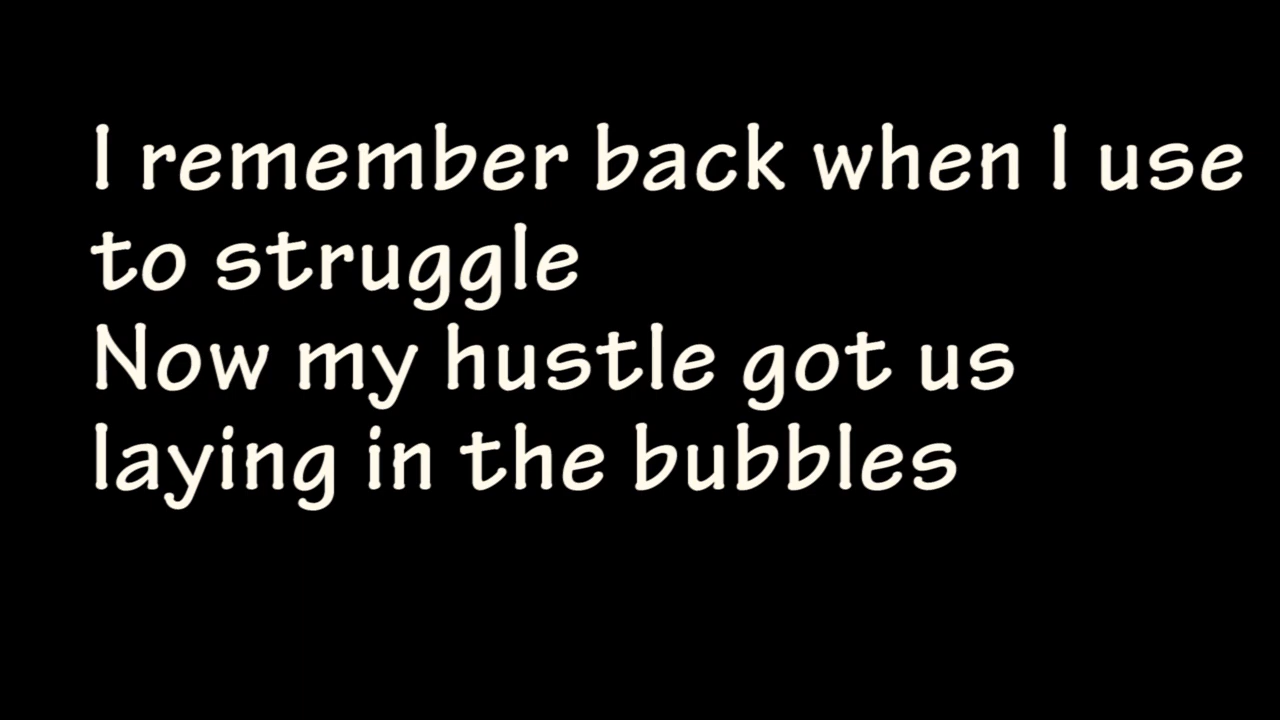 I remember back when I use
to struggle
Now my hustle got us
laying in the bubbles